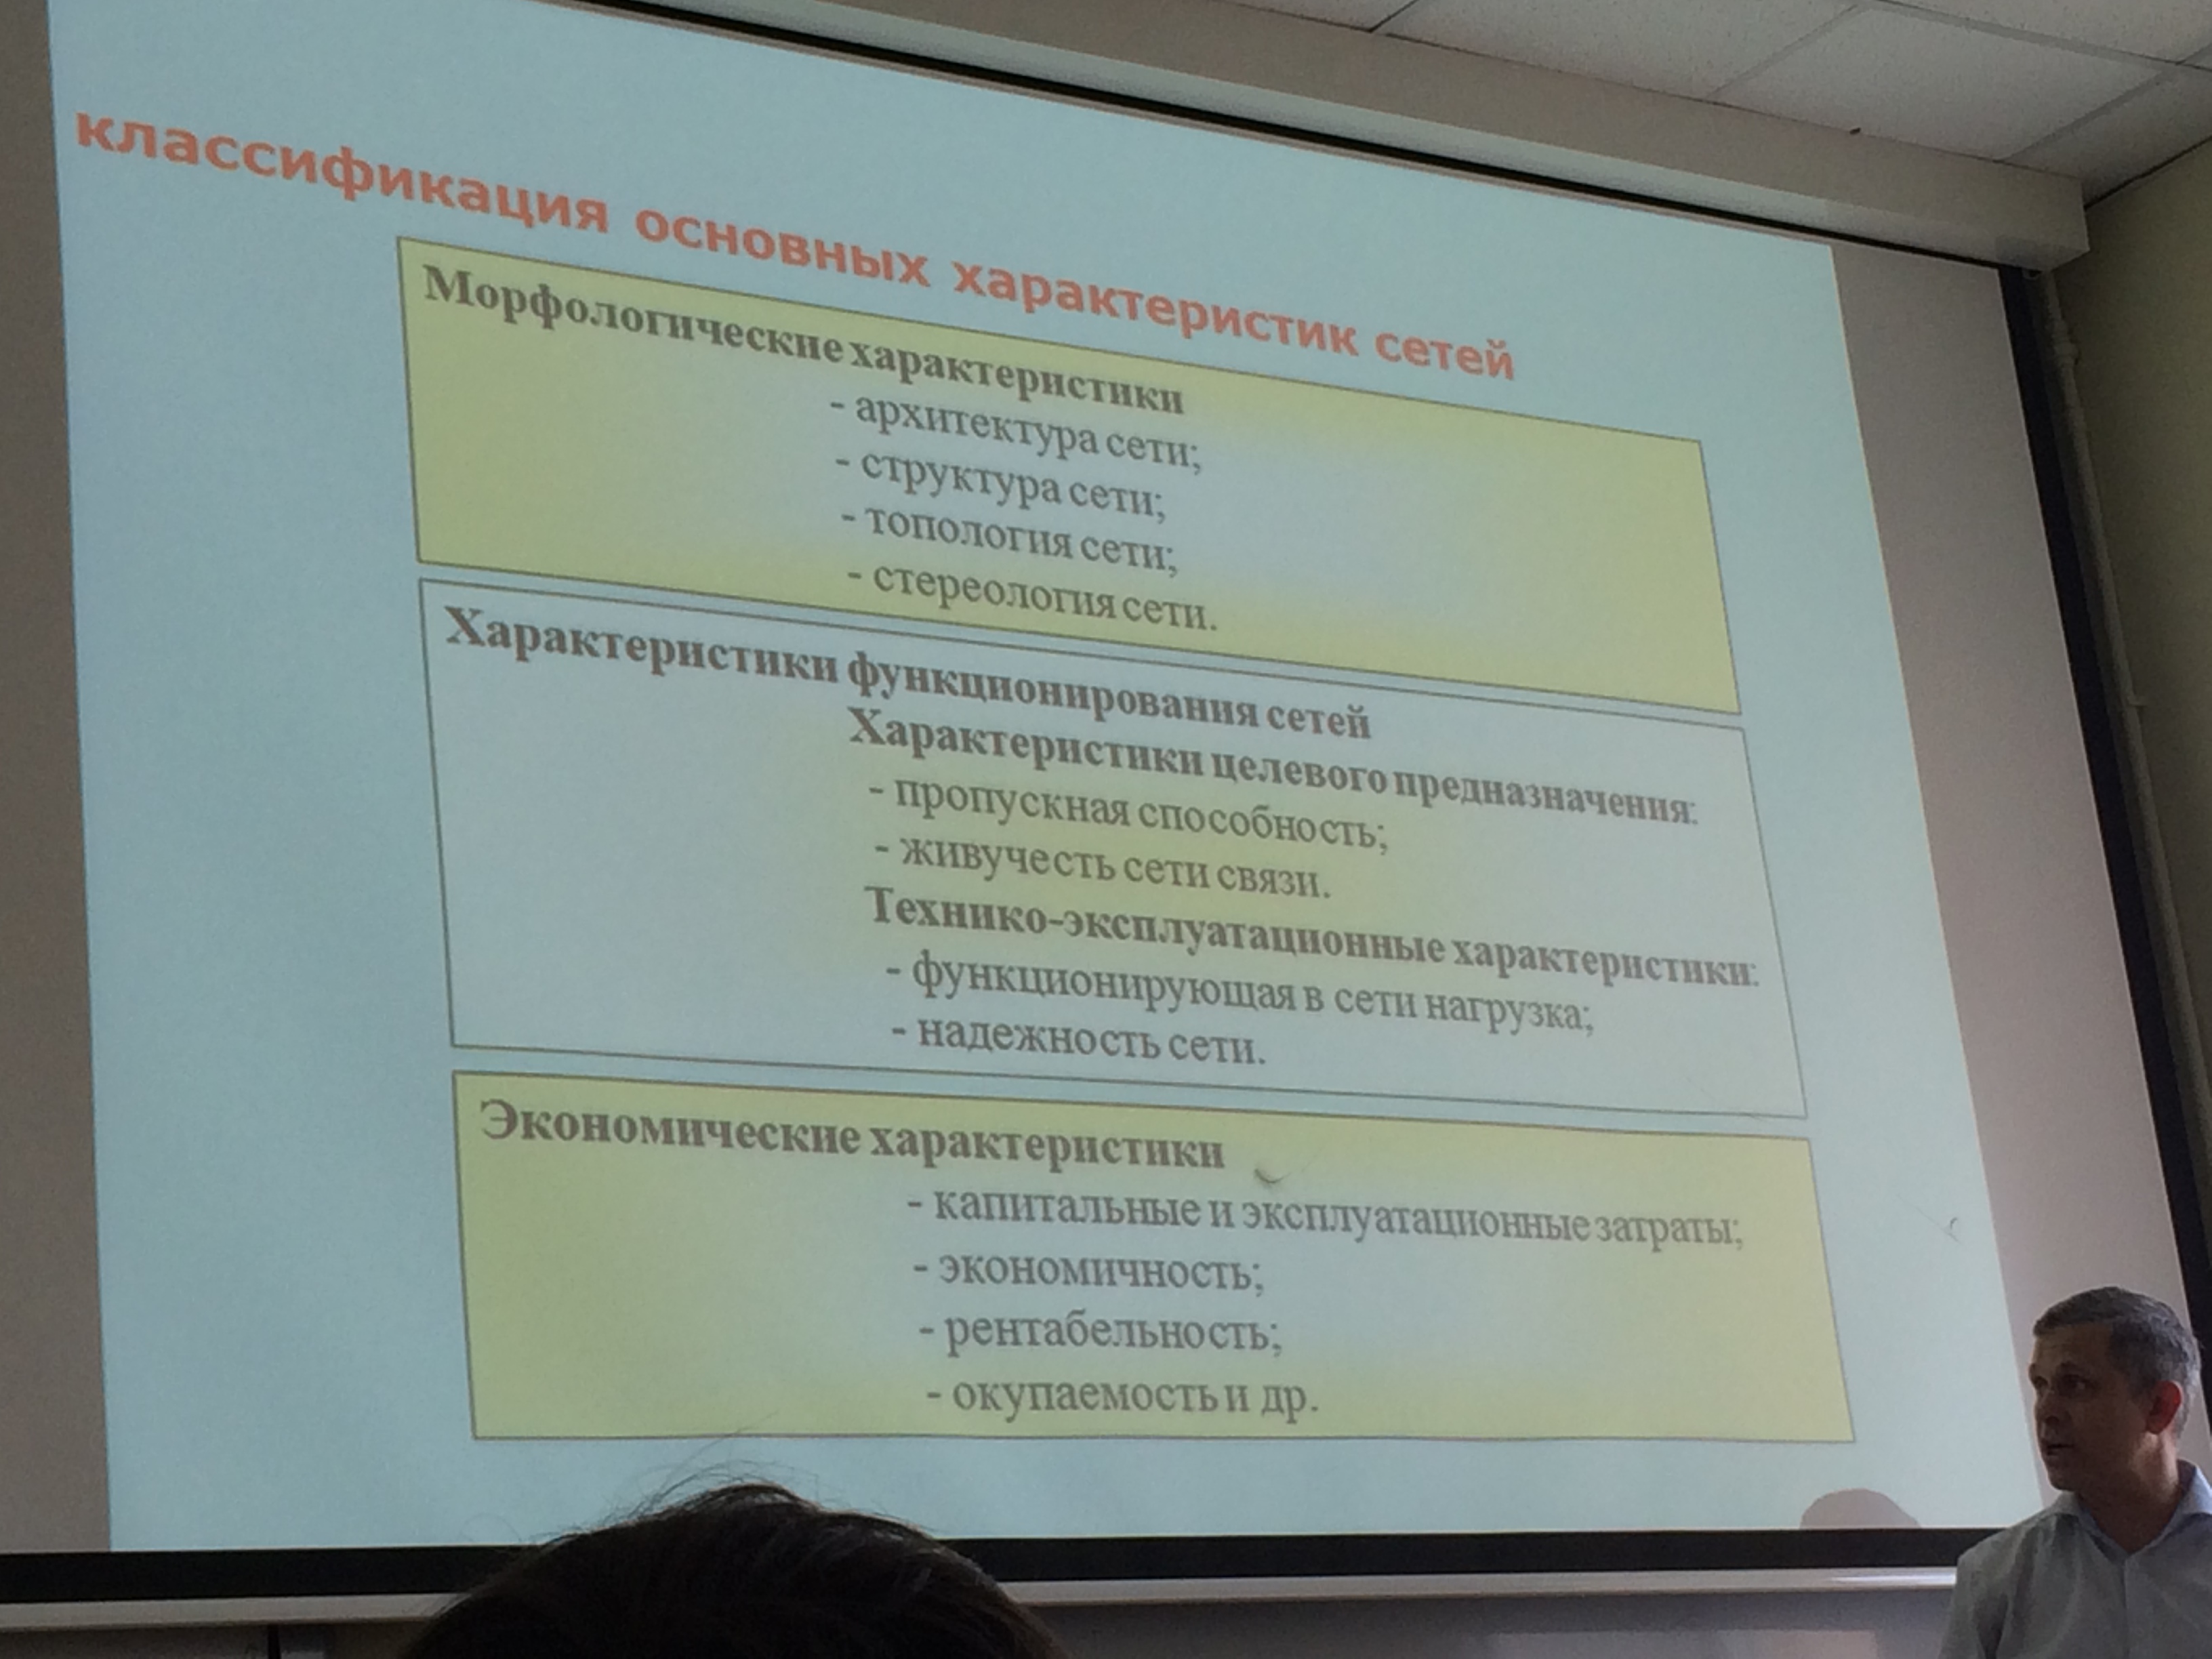 классификация основных характеристик сетей
Морфологические характеристики
- архитектура сети;
- структура сети;
- топология сети;
- стереология сети.
Характеристики функционирования сетей
Характеристики целевого предназначения:
- пропускная способность;
- живучесть сети связи.
Технико-эксплуатационные характеристики:
- функционирующая в сети нагрузка;
- надежность сети.
Экономические характеристики
- капитальные и эксплуатационные затраты;
- экономичность;
- рентабельность;
- окупаемость и др.